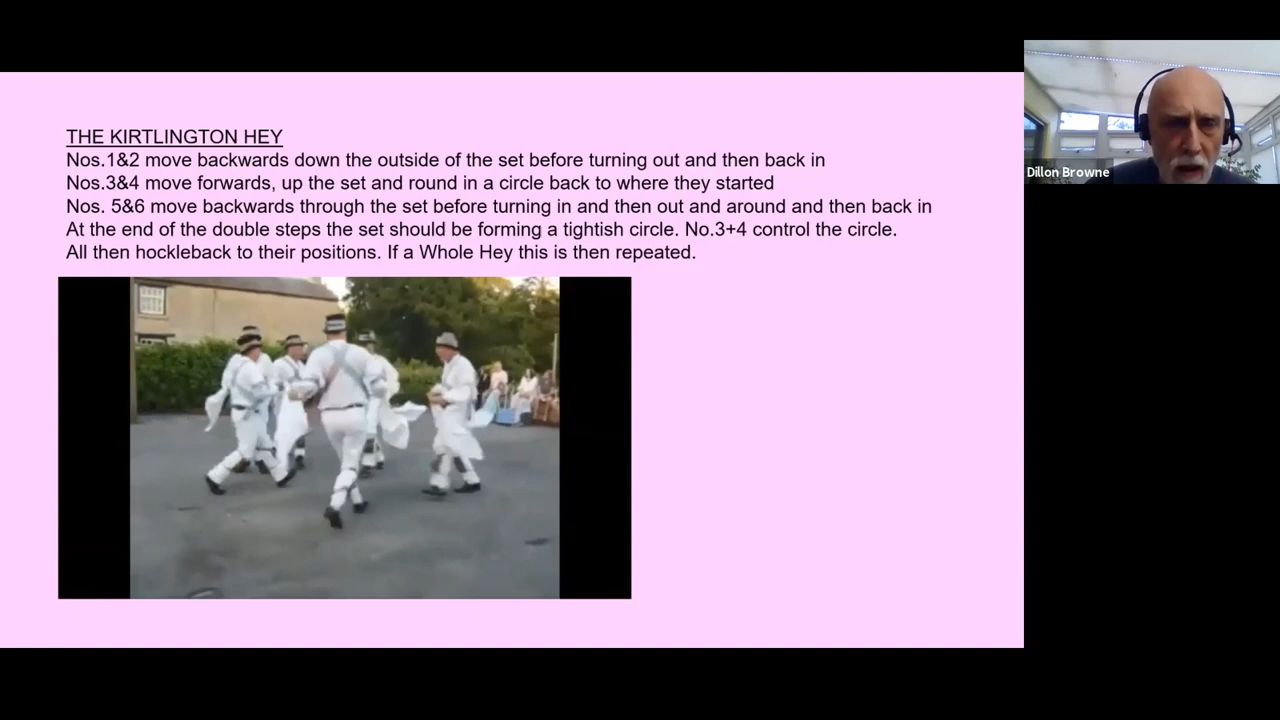 THE KIRTLINGTON HEY
Nos.1&2 move backwards down the outside of the set before turning out and then back in
Nos.3&4 move forwards, up the set and round in a circle back to where they started
Nos. 5&6 move backwards through the set before turning in and then out and around and then back in
At the end of the double steps the set should be forming a tightish circle. No.3+4 control the circle.
All then hockleback to their positions. If a Whole Hey this is then repeated.
Dillon Browne